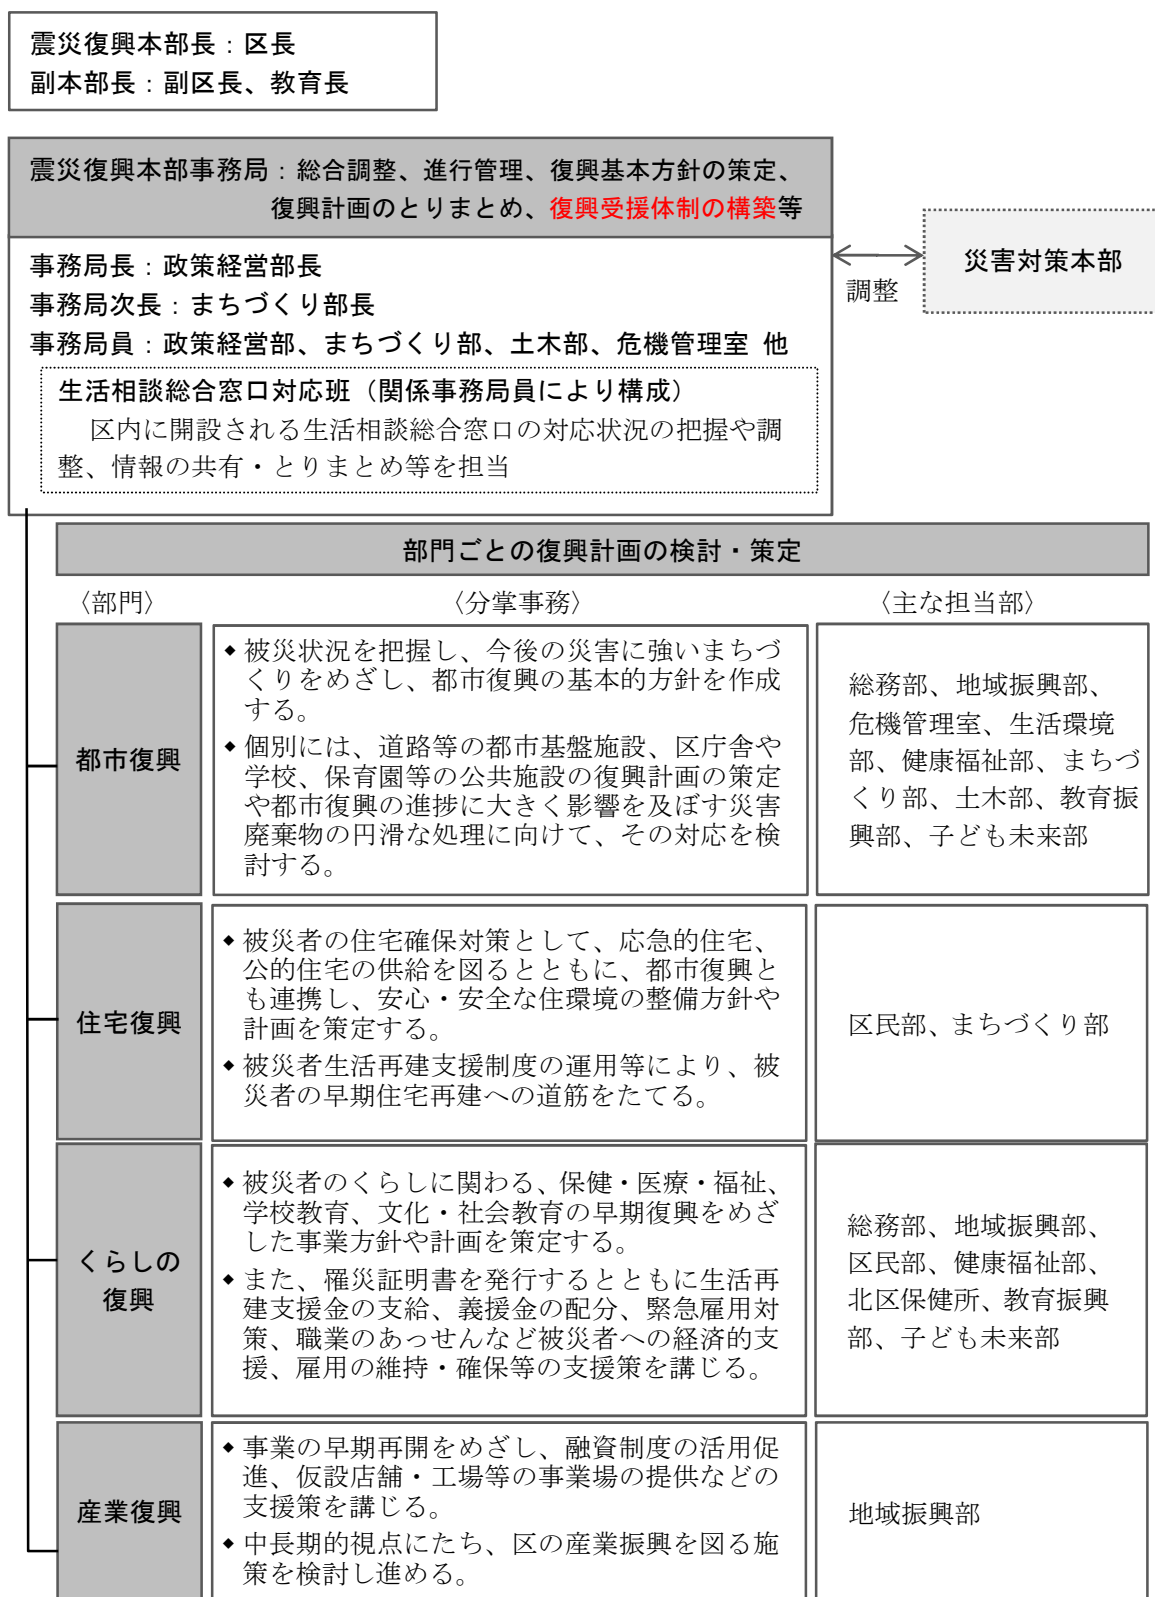 震災復興本部長：区長
副本部長：副区長、教育長
震災復興本部事務局：総合調整、進行管理、復興基本方針の策定、
復興計画のとりまとめ、復興受援体制の構築等
事務局長：政策経営部長
事務局次長：まちづくり部長
事務局員：政策経営部、まちづくり部、土木部、危機管理室 他
生活相談総合窓口対応班（関係事務局員により構成）
区内に開設される生活相談総合窓口の対応状況の把握や調
整、情報の共有・とりまとめ等を担当
調整
災害対策本部
部門ごとの復興計画の検討・策定
〈部門〉
〈分掌事務〉
〈主な担当部〉
都市復興
◆被災状況を把握し、今後の災害に強いまちづ
くりをめざし、都市復興の基本的方針を作成
する。
◆個別には、道路等の都市基盤施設、区庁舎や
学校、保育園等の公共施設の復興計画の策定
や都市復興の進捗に大きく影響を及ぼす災害
廃棄物の円滑な処理に向けて、その対応を検
討する。
総務部、地域振興部、
危機管理室、生活環境
部、健康福祉部、まちづ
くり部、土木部、教育振
興部、子ども未来部
住宅復興
◆被災者の住宅確保対策として、応急的住宅、
公的住宅の供給を図るとともに、都市復興と
も連携し、安心・安全な住環境の整備方針や
計画を策定する。
◆被災者生活再建支援制度の運用等により、被
災者の早期住宅再建への道筋をたてる。
区民部、まちづくり部
くらしの
復興
◆被災者のくらしに関わる、保健・医療・福祉、
学校教育、文化・社会教育の早期復興をめざ
した事業方針や計画を策定する。
◆また、罹災証明書を発行するとともに生活再
建支援金の支給、義援金の配分、緊急雇用対
策、職業のあっせんなど被災者への経済的支
援、雇用の維持・確保等の支援策を講じる。
総務部、地域振興部、
区民部、健康福祉部、
北区保健所、教育振興
部、子ども未来部
産業復興
◆事業の早期再開をめざし、融資制度の活用促
進、仮設店舗・工場等の事業場の提供などの
支援策を講じる。
◆中長期的視点にたち、区の産業振興を図る施
策を検討し進める。
地域振興部